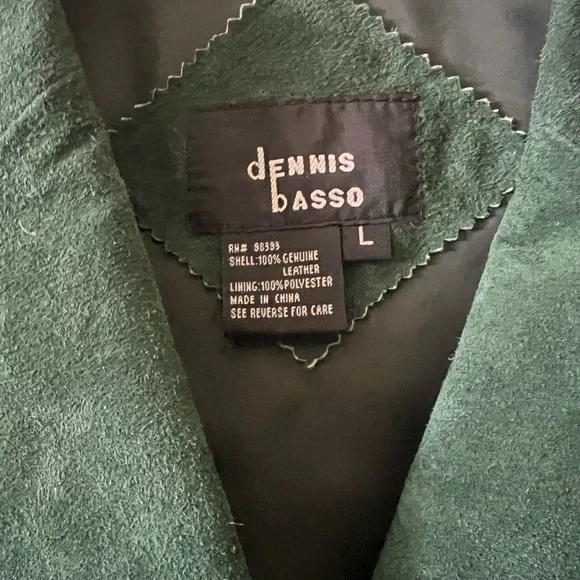 dENNIS
bASSO
L
RN# 98393
SHELL:100% GENUINE
LEATHER
LINING:100%POLYESTER
MADE IN CHINA
SEE REVERSE FOR CARE